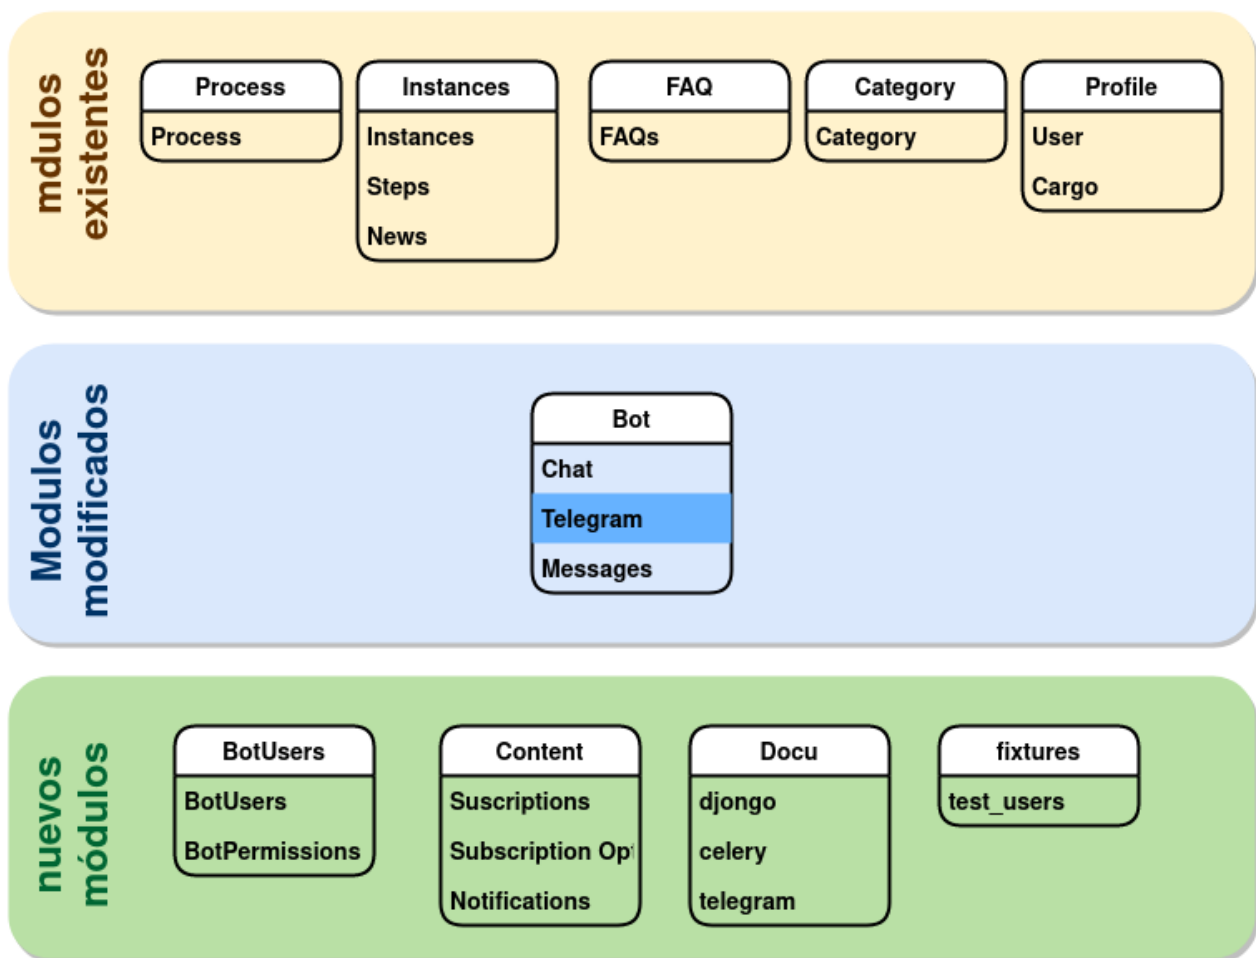 mdulos
existentes
Process
Process
Instances
Instances
Steps
News
FAQ
FAQs
Category
Category
Profile
User
Cargo
Modulos
modificados
Bot
Chat
Telegram
Messages
nuevos
módulos
BotUsers
BotUsers
BotPermissions
Content
Suscriptions
Subscription
Notifications
Docu
djongo
celery
telegram
fixtures
test_users